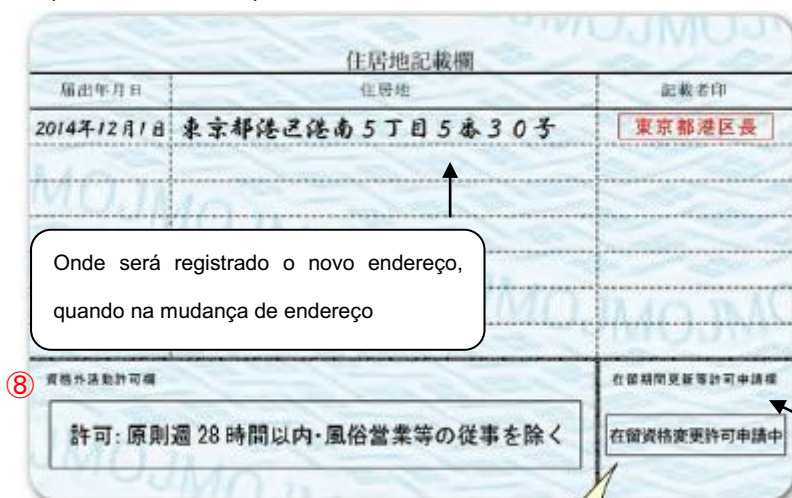 住居地記載欄
届出年月日 住居地 記載者印
2014年12月1日 東京都港区港南5丁目5番30号 東京都港区長
Onde será registrado o novo endereço,
quando na mudança de endereço
⑧ 資格外活動許可欄 在留期間更新等許可申請欄
許可: 原則週28時間以内・風俗営業等の従事を除く 在留資格変更許可申請中
MOJMOJ